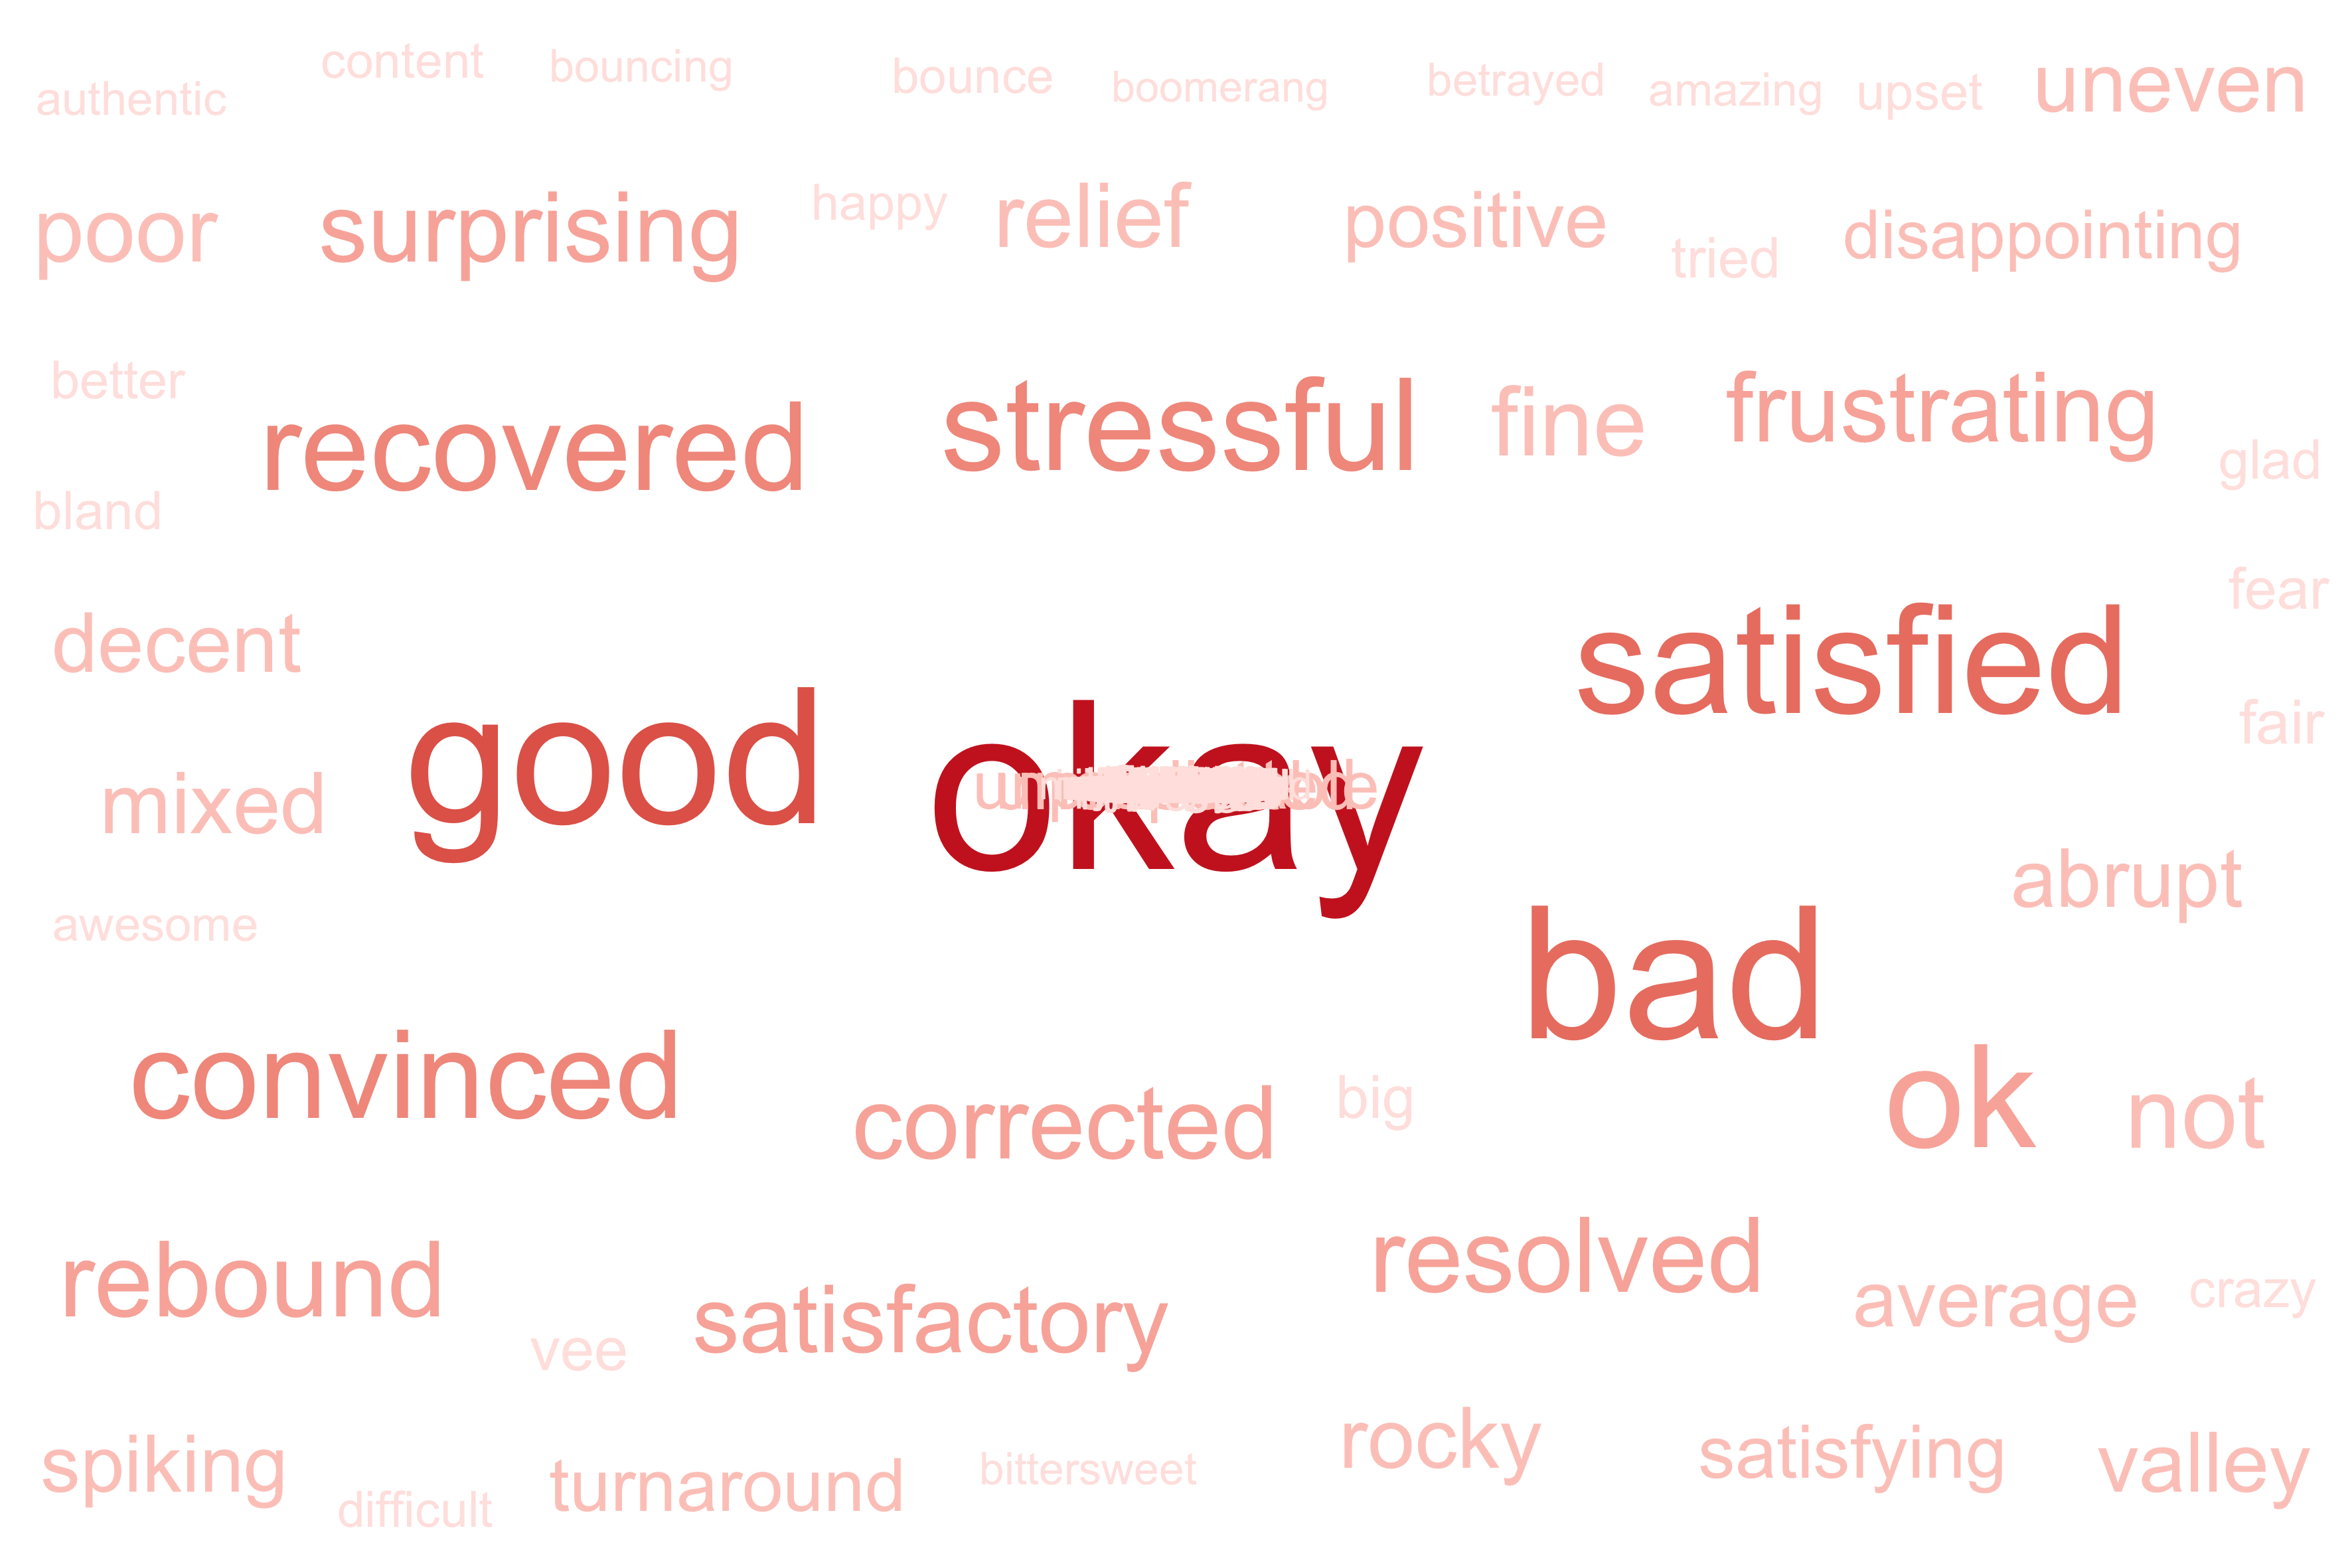 authentic content bouncing bounce boomerang betrayed amazing upset uneven
poor surprising happy relief positive tried disappointing
better recovered stressful fine frustrating glad
bland
fear
decent satisfied
good okay fair
mixed
abrupt
awesome bad
convinced corrected big ok not
rebound resolved average crazy
vee satisfactory
spiking rocky satisfying valley
difficult turnaround bittersweet